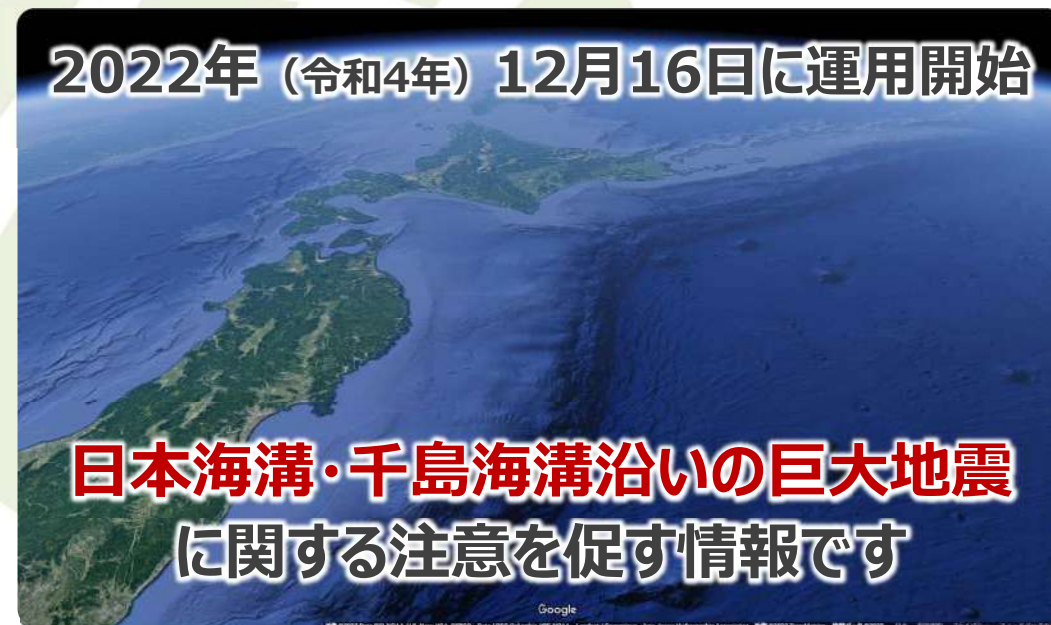 2022年（令和4年）12月16日に運用開始
日本海溝・千島海溝沿いの巨大地震
に関する注意を促す情報です
Google